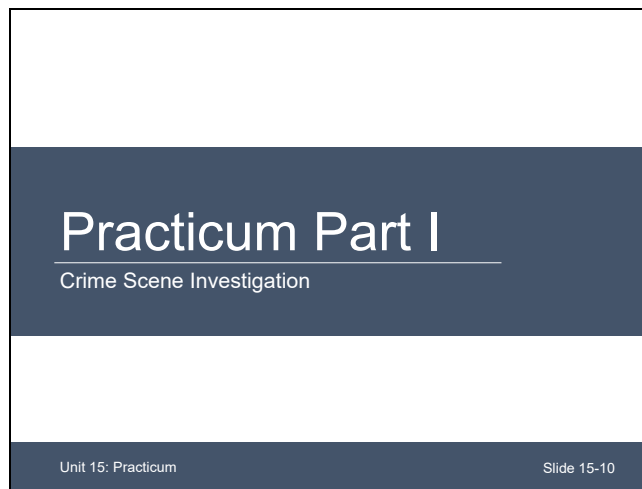 Practicum Part I
Crime Scene Investigation
Unit 15: Practicum
Slide 15-10